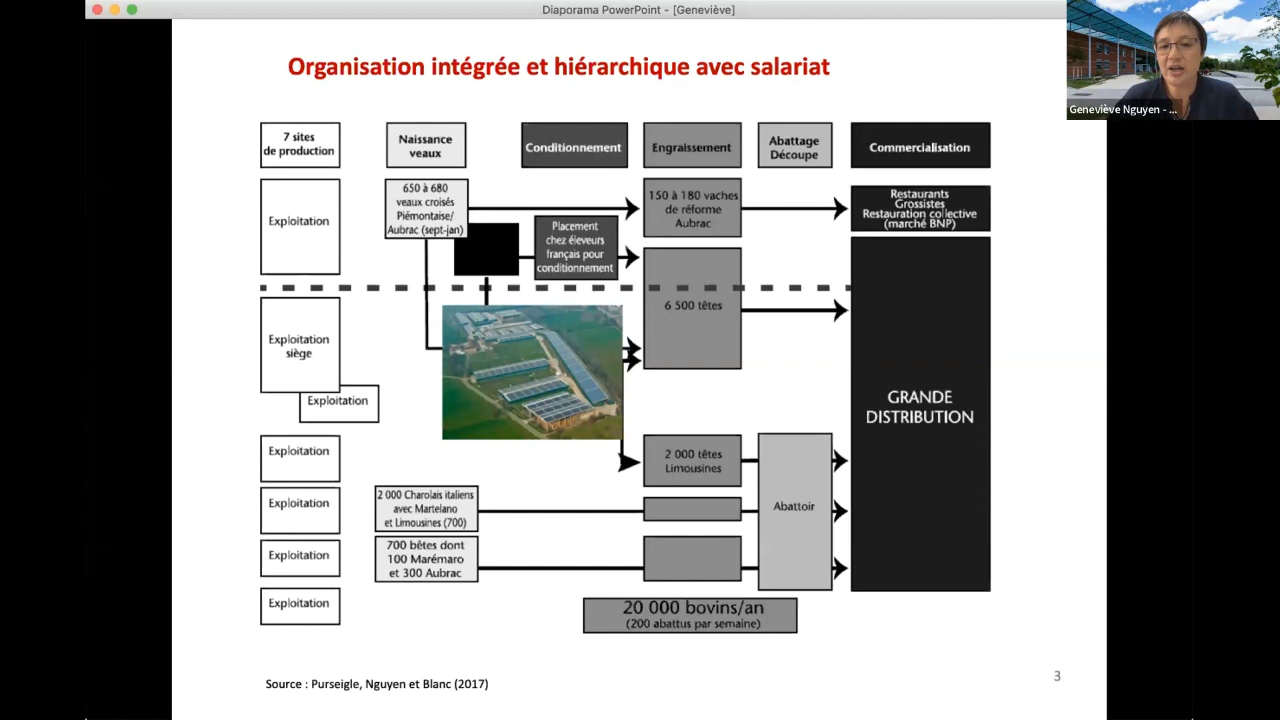 Diaporama PowerPoint - [Geneviève]
Geneviève Nguyen - ...
Organisation intégrée et hiérarchique avec salariat
7 sites
de production
Naissance
veaux
Conditionnement
Engraissement
Abattage
Découpe
Commercialisation
Exploitation
650 à 680
veaux croisés
Piémontaise/
Aubrac (sept-jan)
150 à 180 vaches
de réforme
Aubrac
Restaurants
Grossistes
Restauration collective
(marché BNP)
Placement
chez éleveurs
français pour
conditionnement
6 500 têtes
Exploitation
siège
Exploitation
GRANDE
DISTRIBUTION
Exploitation
2 000 têtes
Limousines
Exploitation
2 000 Charolais italiens
avec Martelano
et Limousines (700)
Abattoir
Exploitation
700 bêtes dont
100 Marémaro
et 300 Aubrac
Exploitation
20 000 bovins/an
(200 abattus par semaine)
Source : Purseigle, Nguyen et Blanc (2017)
3